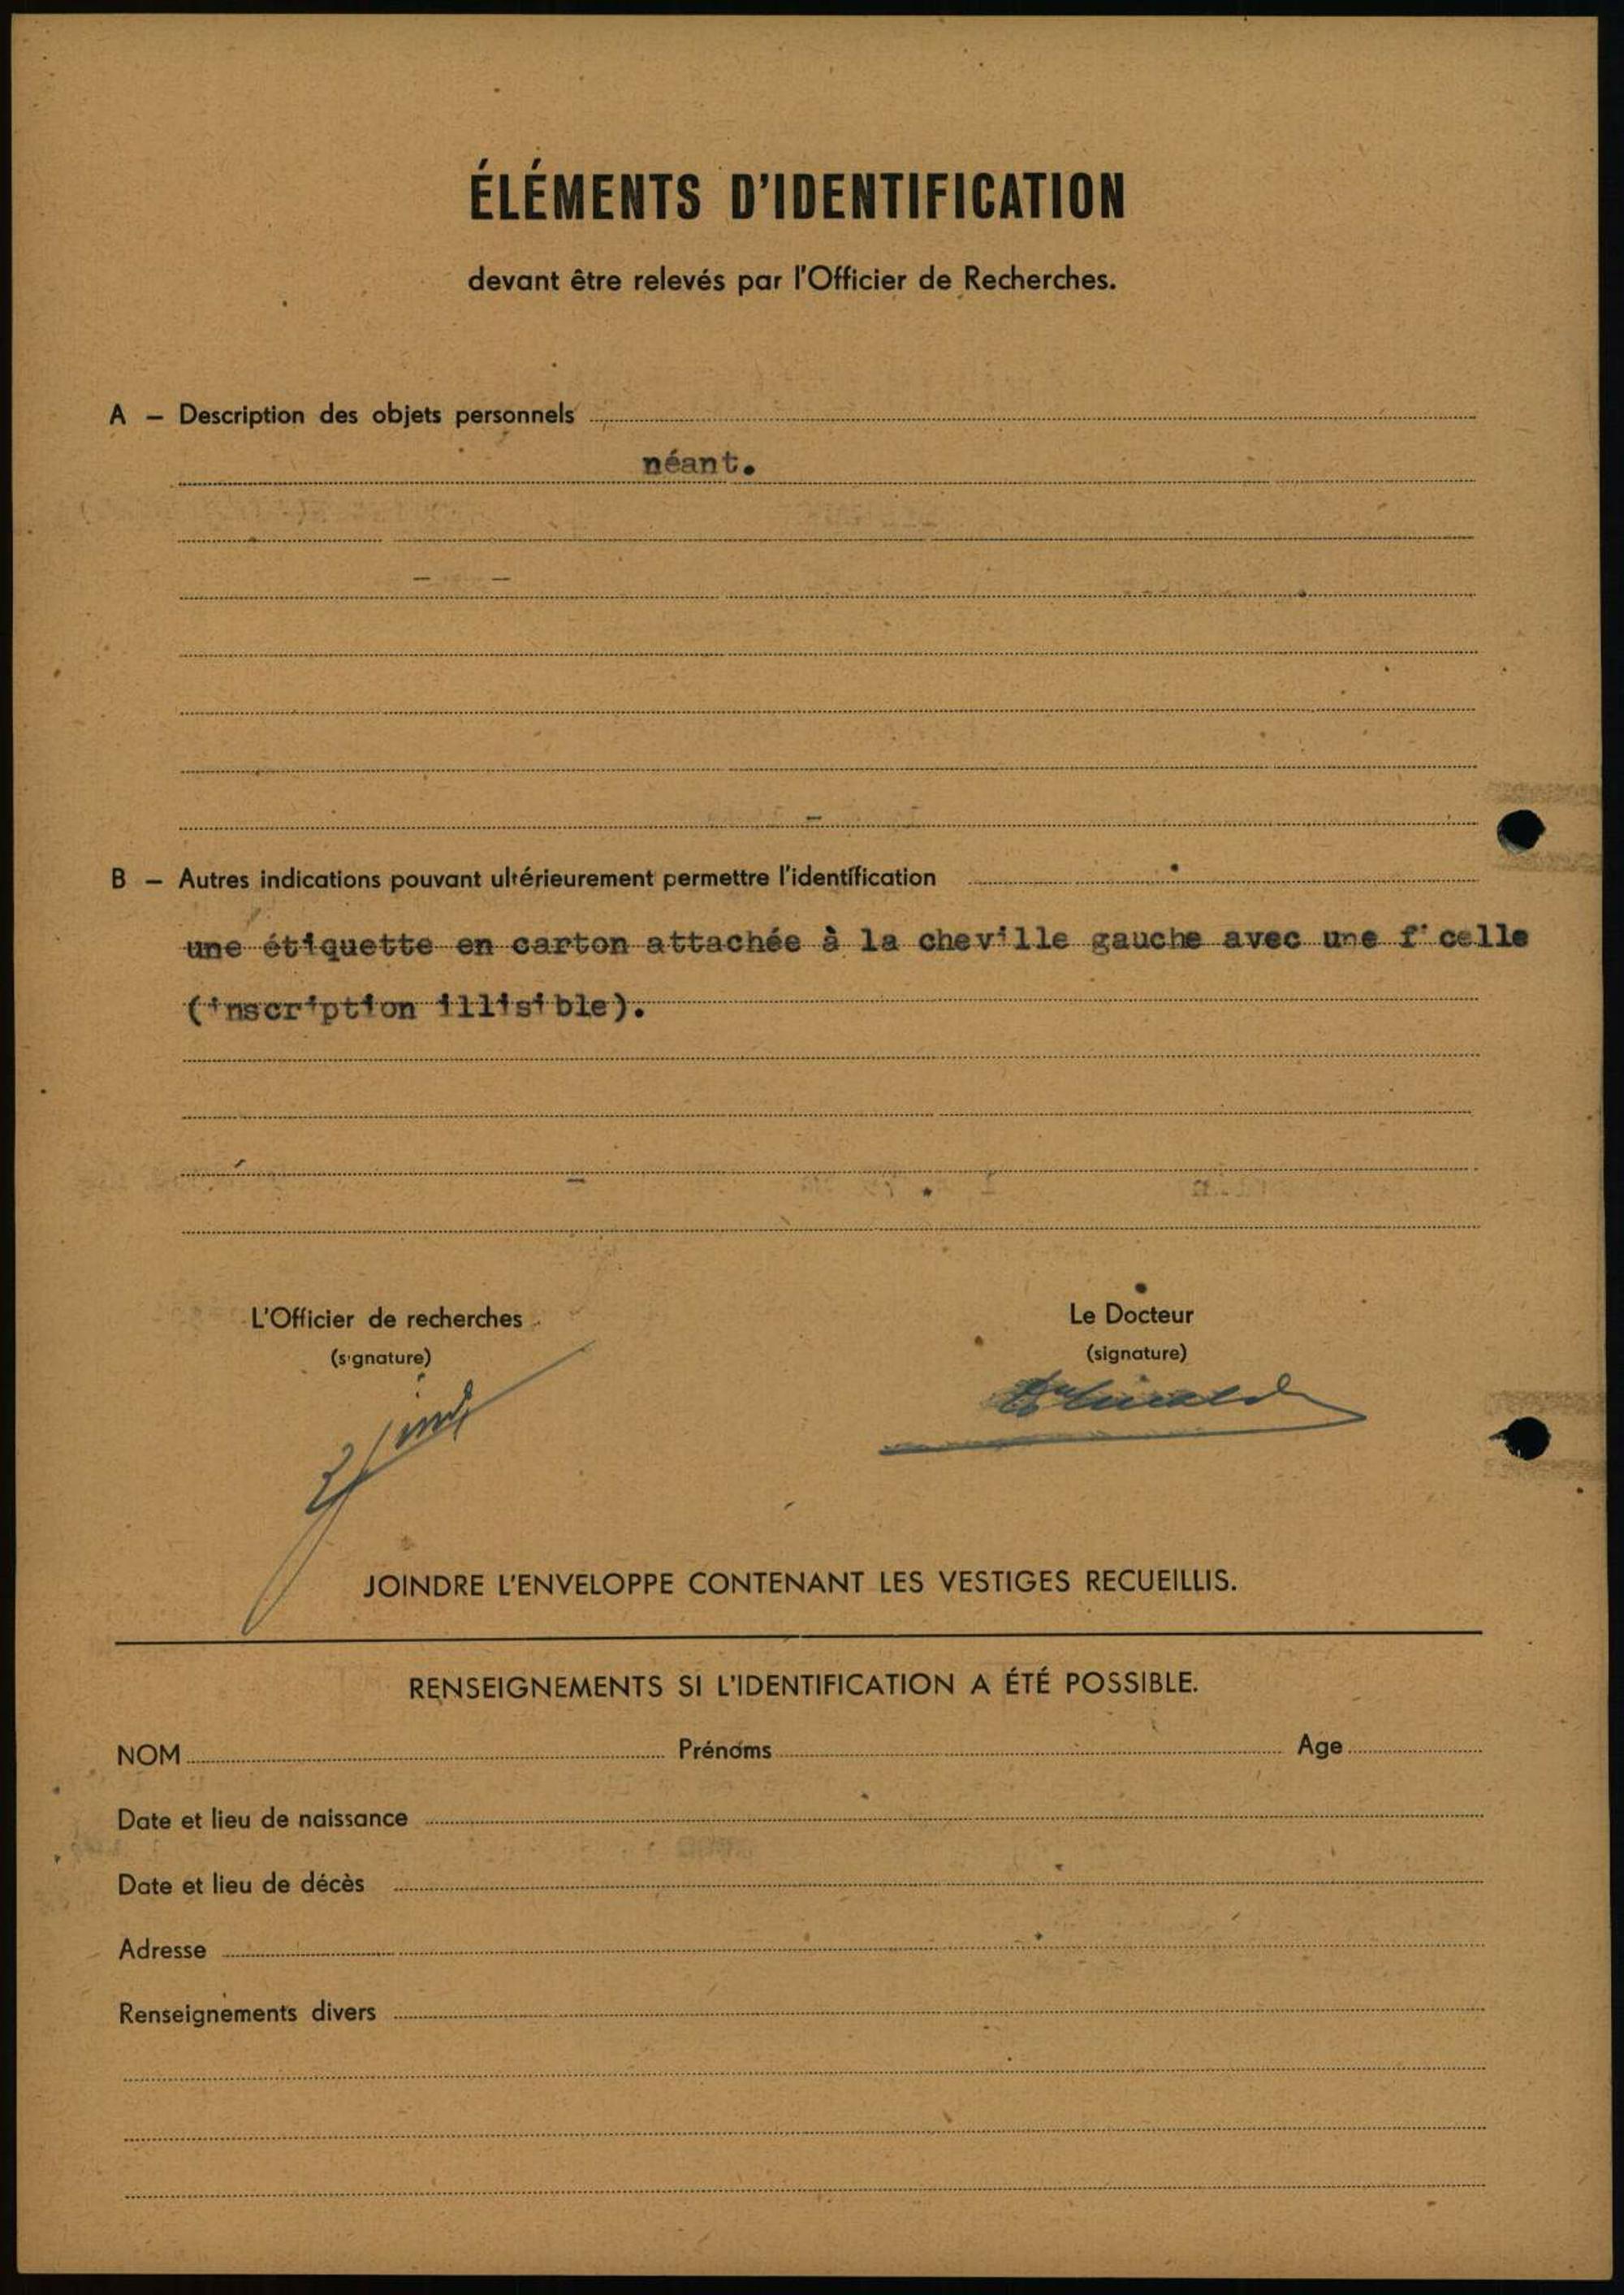 ÉLÉMENTS D'IDENTIFICATION
devant être relevés par l'Officier de Recherches.
A — Description des objets personnels
néant.
B — Autres indications pouvant ultérieurement permettre l'identification
une étiquette en carton attachée à la cheville gauche avec une ficelle
(inscription illisible).
L'Officier de recherches
Le Docteur
(signature)
(signature)
JOINDRE L'ENVELOPPE CONTENANT LES VESTIGES RECUEILLIS.
RENSEIGNEMENTS SI L'IDENTIFICATION A ÉTÉ POSSIBLE.
NOM Prénoms Age
Date et lieu de naissance
Date et lieu de décès
Adresse
Renseignements divers